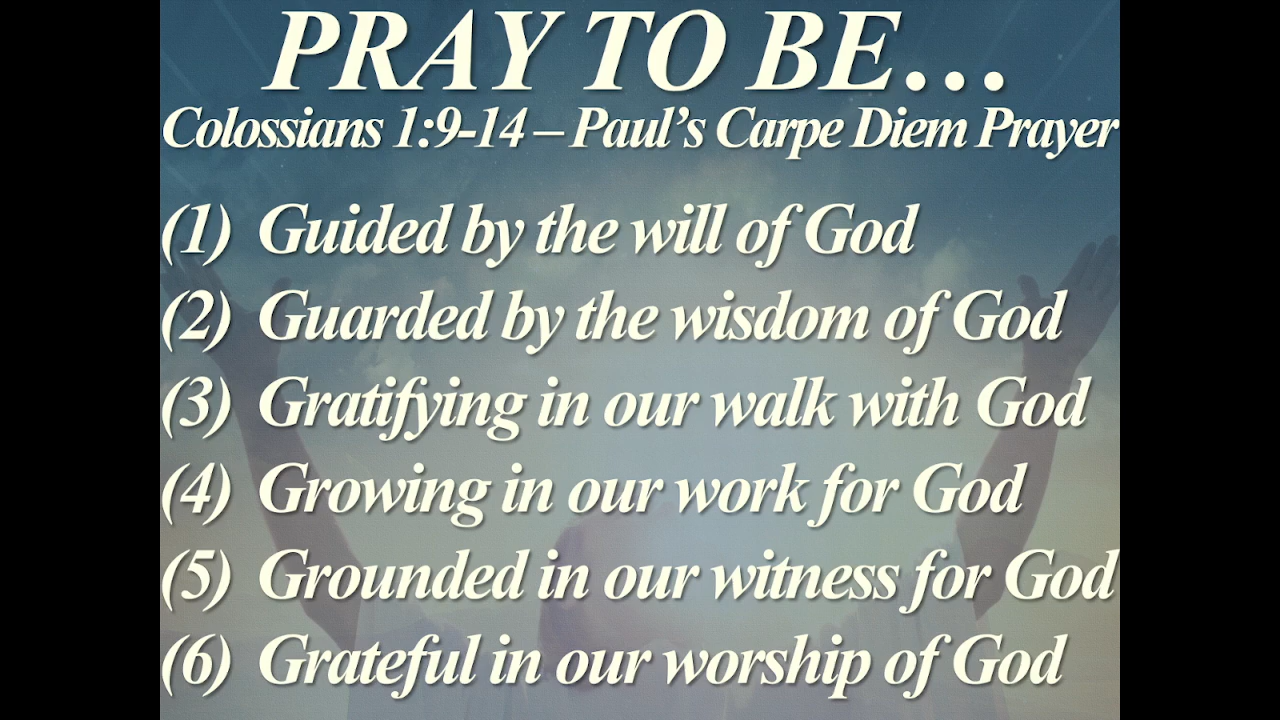 PRAY TO BE...
Colossians 1:9-14 – Paul’s Carpe Diem Prayer
(1) Guided by the will of God
(2) Guarded by the wisdom of God
(3) Gratifying in our walk with God
(4) Growing in our work for God
(5) Grounded in our witness for God
(6) Grateful in our worship of God